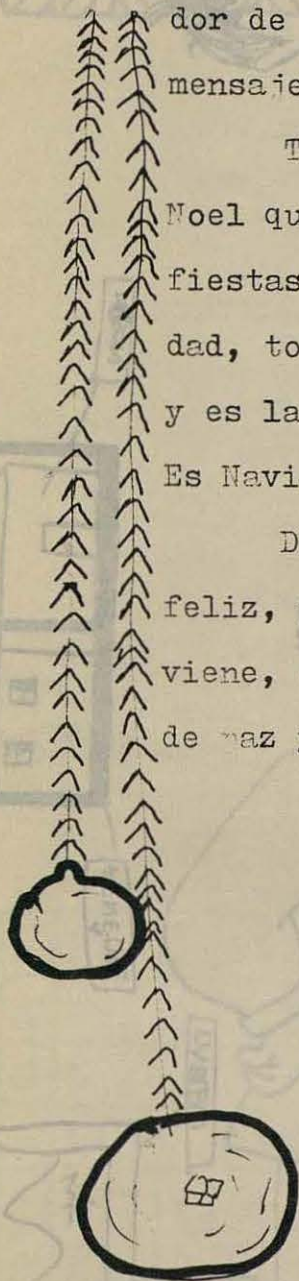 dor de
mensaje
T
Noel qu
fiestas
dad, to
y es la
Es Navi
D
feliz,
viene,
de paz